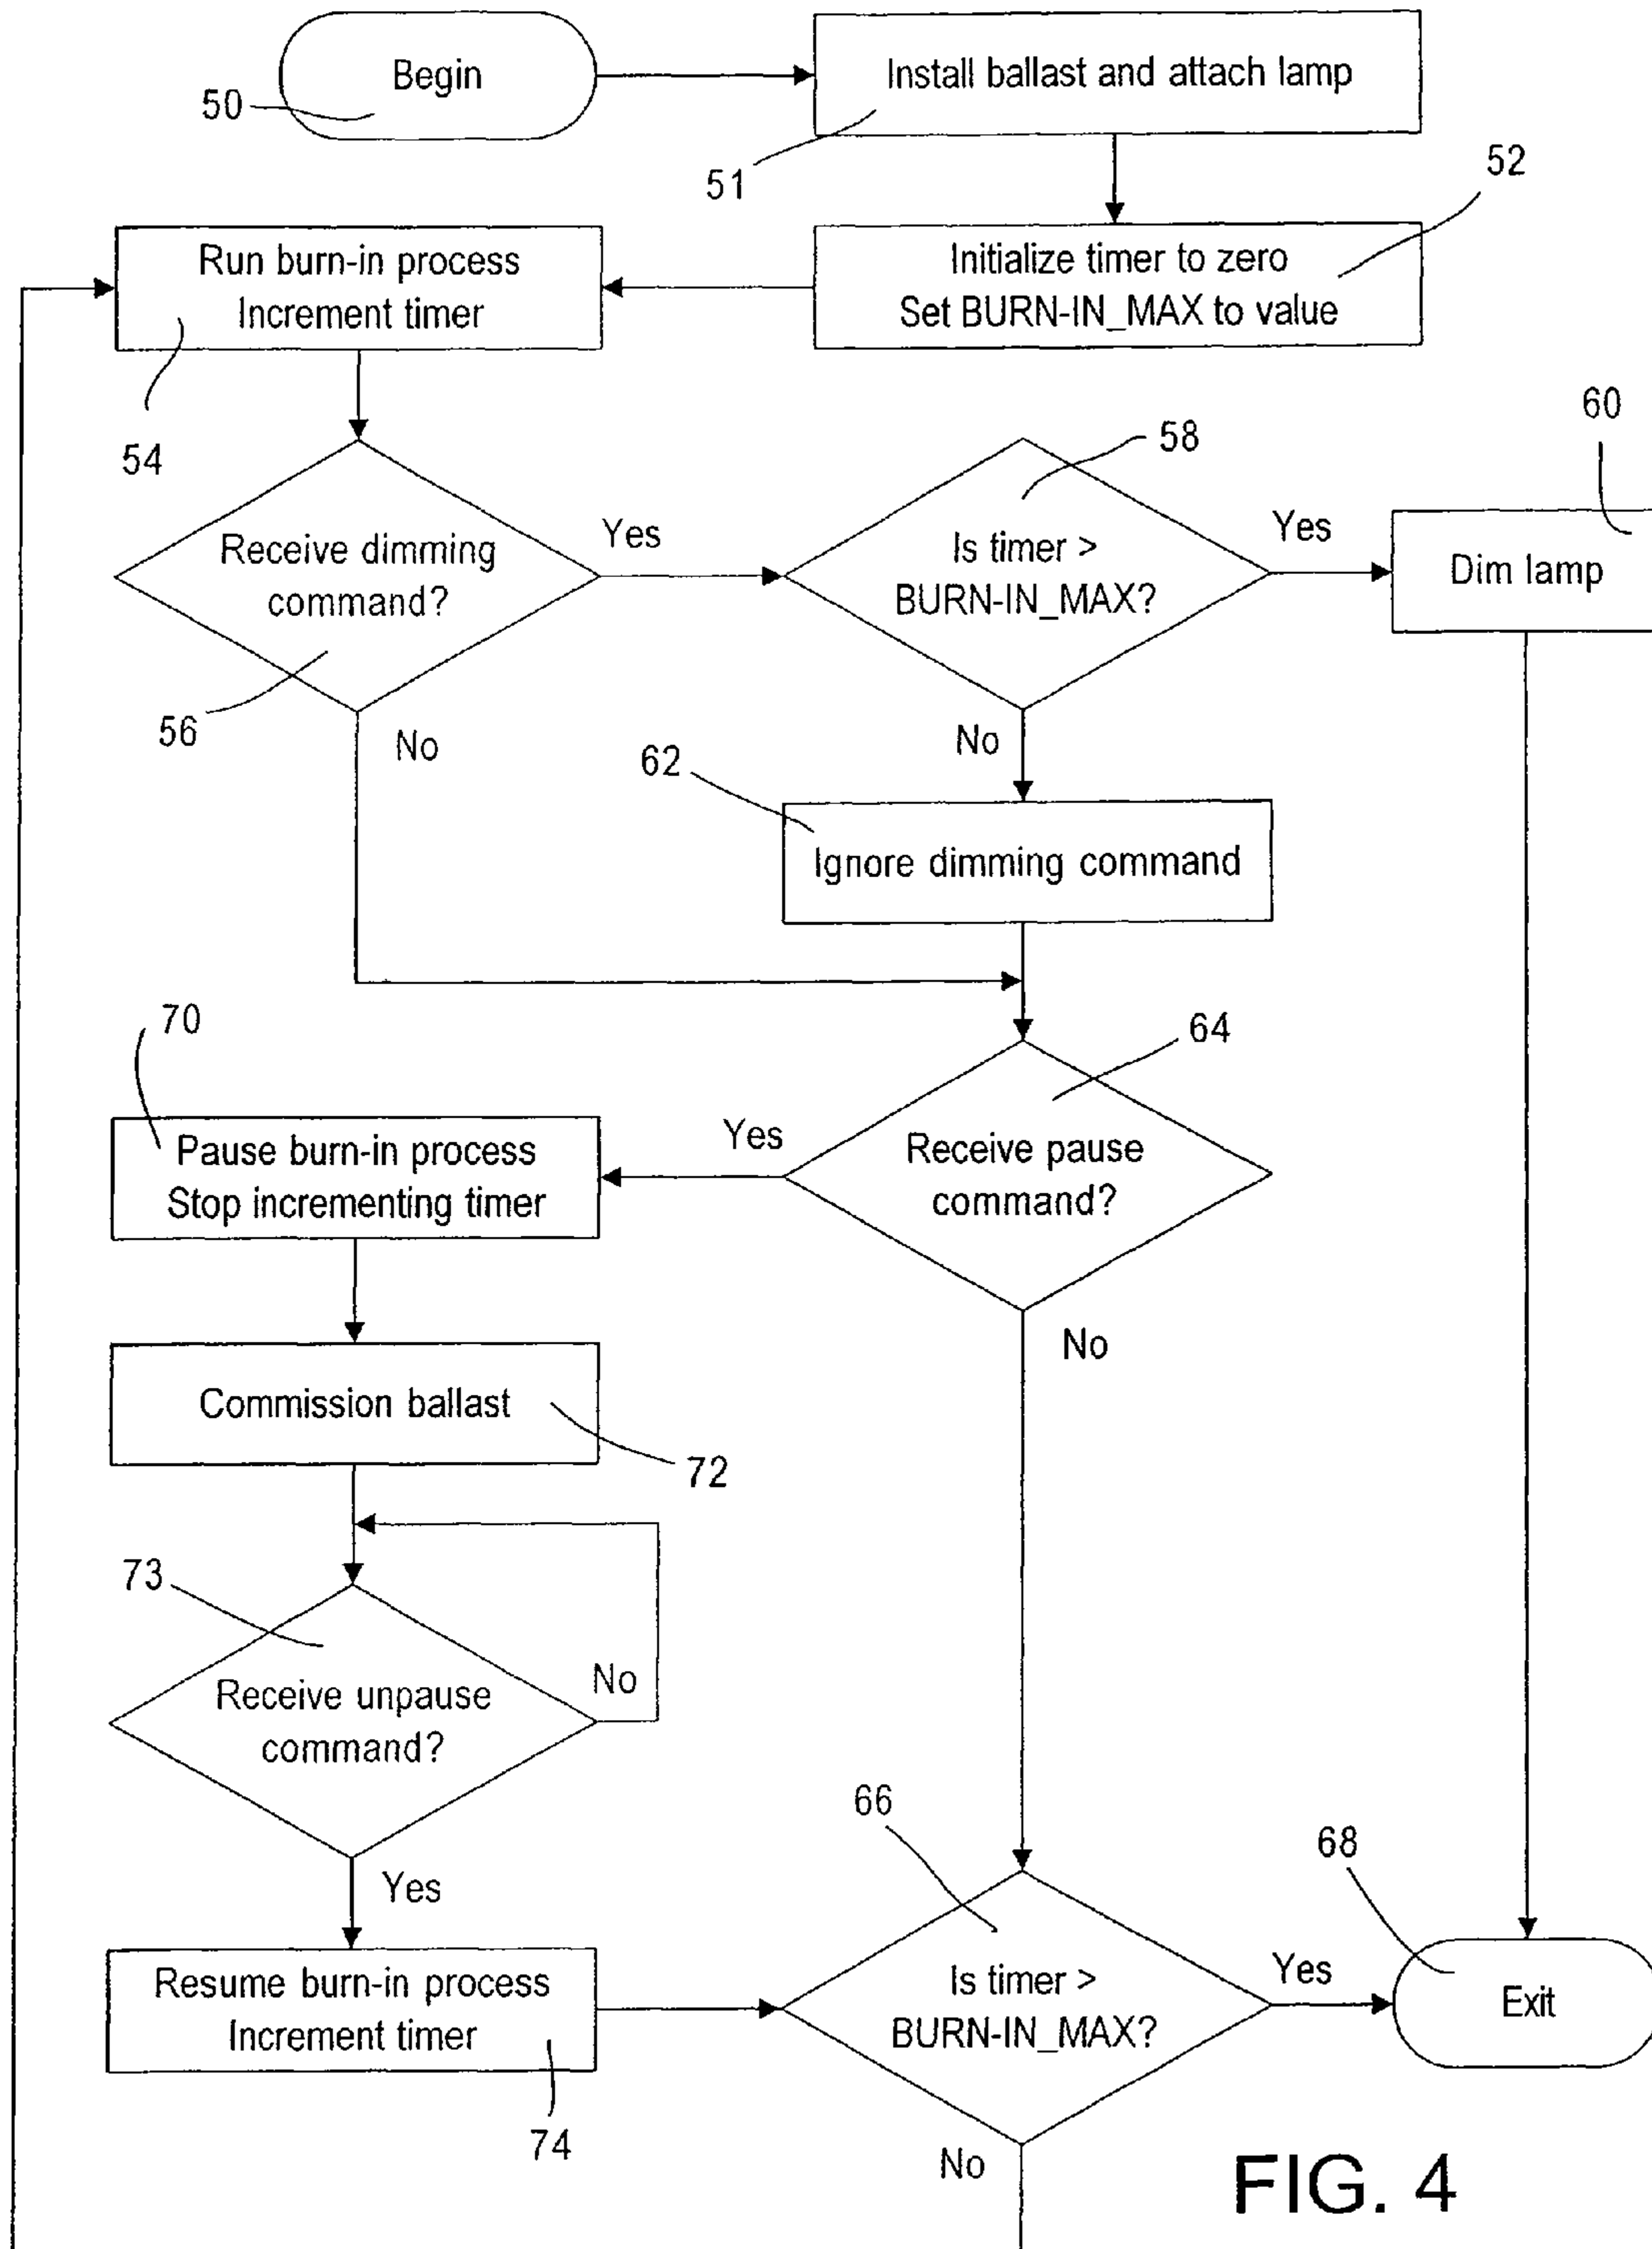 Begin
50
Install ballast and attach lamp
51
52
Initialize timer to zero
Set BURN-IN_MAX to value
Run burn-in process
Increment timer
54
Receive dimming
command?
56
Yes
No
58
Is timer >
BURN-IN_MAX?
Yes
No
60
Dim lamp
62
Ignore dimming command
64
Receive pause
command?
Yes
No
70
Pause burn-in process
Stop incrementing timer
Commission ballast
72
73
Receive unpause
command?
No
Yes
Resume burn-in process
Increment timer
74
66
Is timer >
BURN-IN_MAX?
Yes
No
68
Exit
FIG. 4